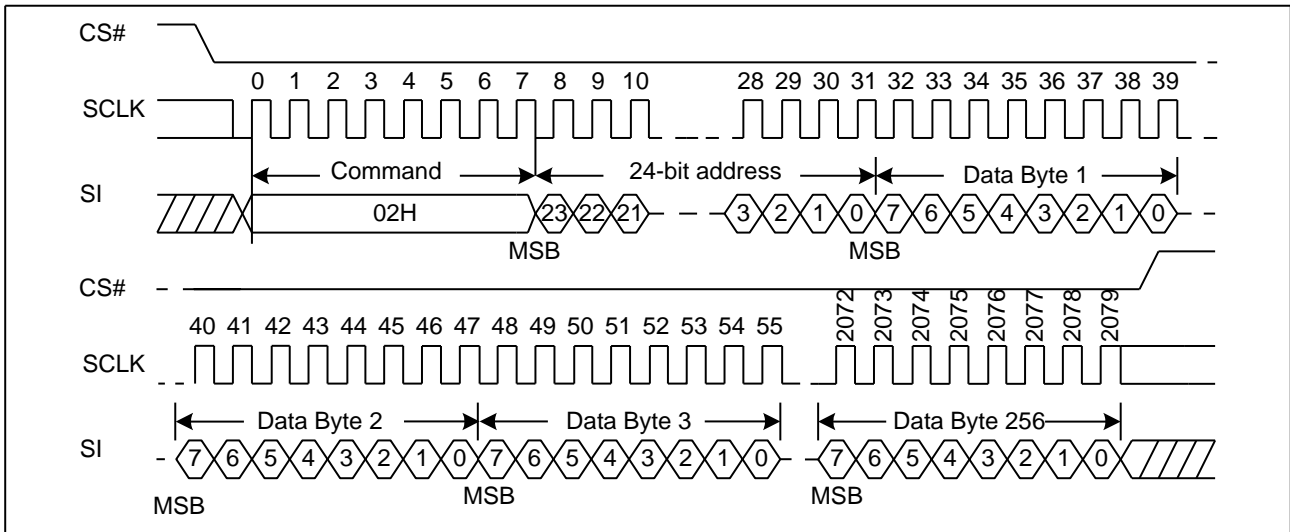 CS#
0 1 2 3 4 5 6 7 8 9 10 28 29 30 31 32 33 34 35 36 37 38 39
SCLK
Command 24-bit address Data Byte 1
SI
02H 23 22 21 3 2 1 0 7 6 5 4 3 2 1 0
MSB MSB
CS#
40 41 42 43 44 45 46 47 48 49 50 51 52 53 54 55 2072 2073 2074 2075 2076 2077 2078 2079
SCLK
Data Byte 2 Data Byte 3 Data Byte 256
SI
7 6 5 4 3 2 1 0 7 6 5 4 3 2 1 0 7 6 5 4 3 2 1 0
MSB MSB MSB